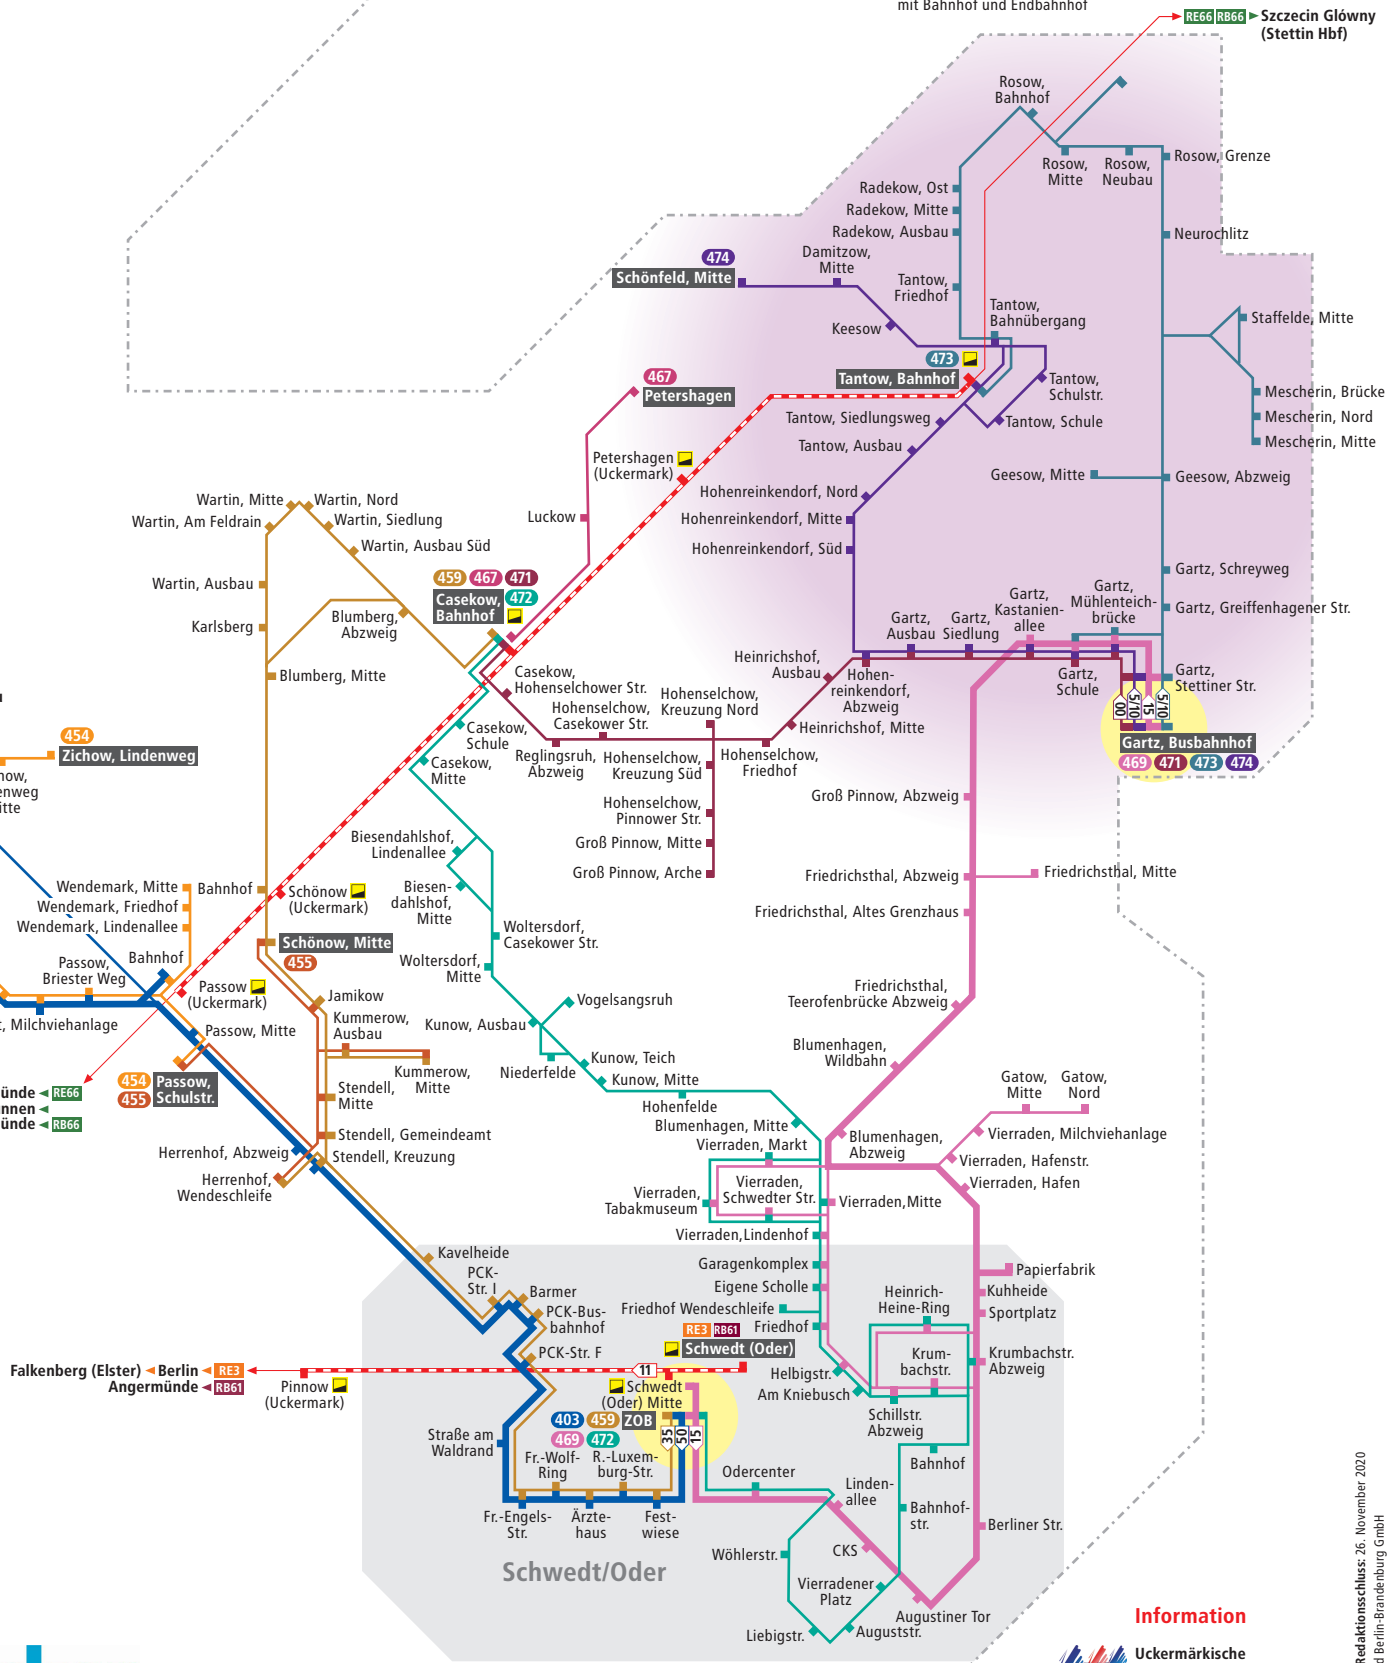 mit Bahnhof und Endbahnhof
RE66 RB66 Szczecin Glówny
(Stettin Hbf)
Rosow,
Bahnhof
Rosow,
Mitte
Rosow,
Neubau
Rosow, Grenze
Radekow, Ost
Radekow, Mitte
Radekow, Ausbau
Neurochlitz
474
Schönfeld, Mitte
Damitzow,
Mitte
Tantow,
Friedhof
Tantow,
Bahnübergang
Keesow
Staffelde, Mitte
473
Tantow, Bahnhof
Tantow,
Schulstr.
467
Petershagen
Mescherin, Brücke
Mescherin, Nord
Mescherin, Mitte
Tantow, Siedlungsweg
Tantow, Schule
Tantow, Ausbau
Petershagen
(Uckermark)
Geesow, Mitte
Geesow, Abzweig
Hohenreinkendorf, Nord
Hohenreinkendorf, Mitte
Hohenreinkendorf, Süd
Luckow
Wartin, Mitte
Wartin, Nord
Wartin, Am Feldrain
Wartin, Siedlung
Wartin, Ausbau Süd
Wartin, Ausbau
Karlsberg
Blumberg,
Abzweig
Blumberg, Mitte
459 467 471
Casekow, 472
Bahnhof
Gartz, Schreyweg
Gartz, Greiffenhagener Str.
Gartz,
Kastanien-
allee
Gartz,
Mühlenteich-
brücke
Gartz,
Ausbau
Gartz,
Siedlung
Heinrichshof,
Ausbau
Hohen-
reinkendorf,
Abzweig
Gartz,
Schule
Gartz,
Stettiner Str.
00
5/10
15
5/10
Gartz, Busbahnhof
469 471 473 474
Casekow,
Hohenselchower Str.
Hohenselchow,
Casekower Str.
Hohenselchow,
Kreuzung Nord
Heinrichshof, Mitte
Casekow,
Schule
Casekow,
Mitte
Reglingsruh,
Abzweig
Hohenselchow,
Kreuzung Süd
Hohenselchow,
Friedhof
Hohenselchow,
Pinnower Str.
Groß Pinnow, Mitte
Groß Pinnow, Arche
Groß Pinnow, Abzweig
454
Zichow, Lindenweg
Biesendahlshof,
Lindenallee
Biesen-
dahlshof,
Mitte
Friedrichsthal, Abzweig
Friedrichsthal, Mitte
Friedrichsthal, Altes Grenzhaus
Wendemark, Mitte
Wendemark, Friedhof
Wendemark, Lindenallee
Bahnhof
Schönow
(Uckermark)
Schönow, Mitte
455
Woltersdorf,
Casekower Str.
Woltersdorf,
Mitte
Passow,
Briester Weg
Bahnhof
Passow
(Uckermark)
Milchviehanlage
Passow, Mitte
Jamikow
Kummerow,
Ausbau
Kummerow,
Mitte
Vogelsangsruh
Kunow, Ausbau
Niederfelde
Kunow, Teich
Kunow, Mitte
Friedrichsthal,
Teerofenbrücke Abzweig
Blumenhagen,
Wildbahn
454 Passow,
455 Schulstr.
RE66
RB66
Stendell,
Mitte
Stendell, Gemeindeamt
Stendell, Kreuzung
Herrenhof, Abzweig
Herrenhof,
Wendeschleife
Hohenfelde
Blumenhagen, Mitte
Vierraden, Markt
Blumenhagen,
Abzweig
Gatow,
Mitte
Gatow,
Nord
Vierraden, Milchviehanlage
Vierraden, Hafenstr.
Vierraden, Hafen
Vierraden,
Schwedter Str.
Vierraden,
Tabakmuseum
Vierraden,Mitte
Vierraden,Lindenhof
Garagenkomplex
Eigene Scholle
Friedhof Wendeschleife
Friedhof
Heinrich-
Heine-Ring
Papierfabrik
Kuhheide
Sportplatz
Krumbachstr.
Abzweig
Krum-
bachstr.
Kavelheide
PCK-
Str. I
Barmer
PCK-Bus-
bahnhof
PCK-Str. F
RE3 RB61
Schwedt (Oder)
11
Falkenberg (Elster) Berlin RE3
Angermünde RB61
Pinnow
(Uckermark)
Schwedt
(Oder) Mitte
Helbigstr.
Am Kniebusch
Schillstr.
Abzweig
403 459 ZOB
469 472
35
50
15
Straße am
Waldrand
Fr.-Wolf-
Ring
R.-Luxem-
burg-Str.
Fr.-Engels-
Str.
Ärzte-
haus
Fest-
wiese
Odercenter
Linden-
allee
Bahnhof
Bahnhof-
str.
Berliner Str.
CKS
Wöhlerstr.
Vierradener
Platz
Augustiner Tor
Liebigstr.
Auguststr.
Schwedt/Oder
Information
Uckermärkische
Redaktionsschluss: 26. November 2020
d Berlin-Brandenburg GmbH